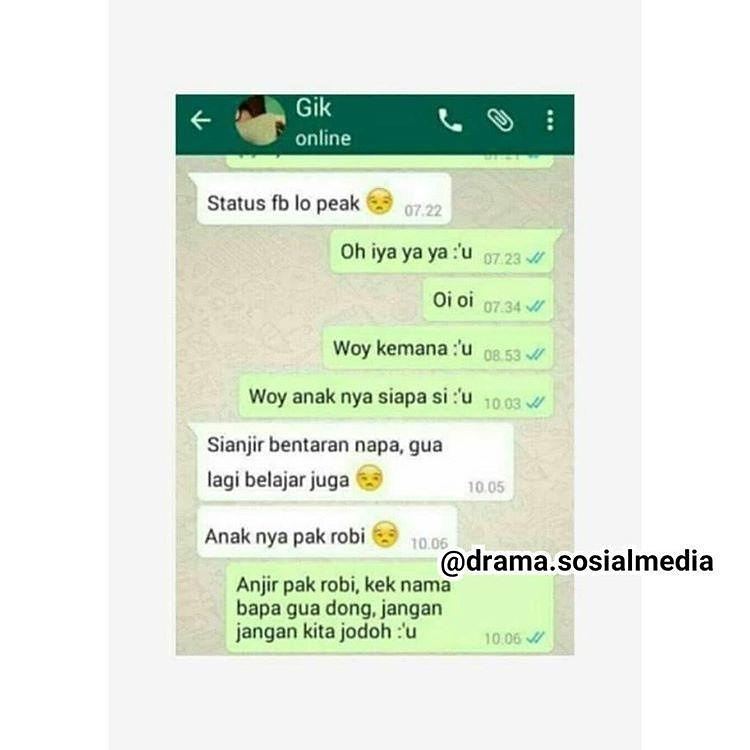 Gik
online
Status fb lo peak 😒 07.22
Oh iya ya ya :'u 07.23
Oi oi 07.34
Woy kemana :'u 08.53
Woy anak nya siapa si :'u 10.03
Sianjir bentaran napa, gua
lagi belajar juga 😒 10.05
Anak nya pak robi 😒 10.06
@drama.sosialmedia
Anjir pak robi, kek nama
bapa gua dong, jangan
jangan kita jodoh :'u 10.06